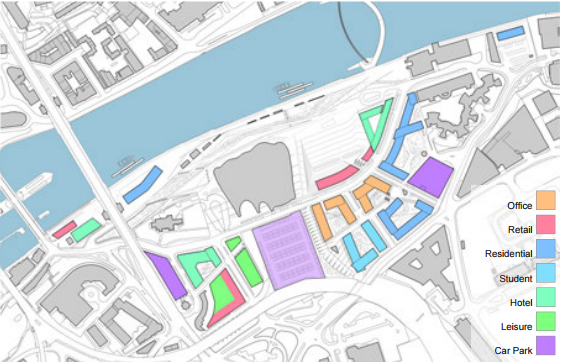 Office
Retail
Residential
Student
Hotel
Leisure
Car Park